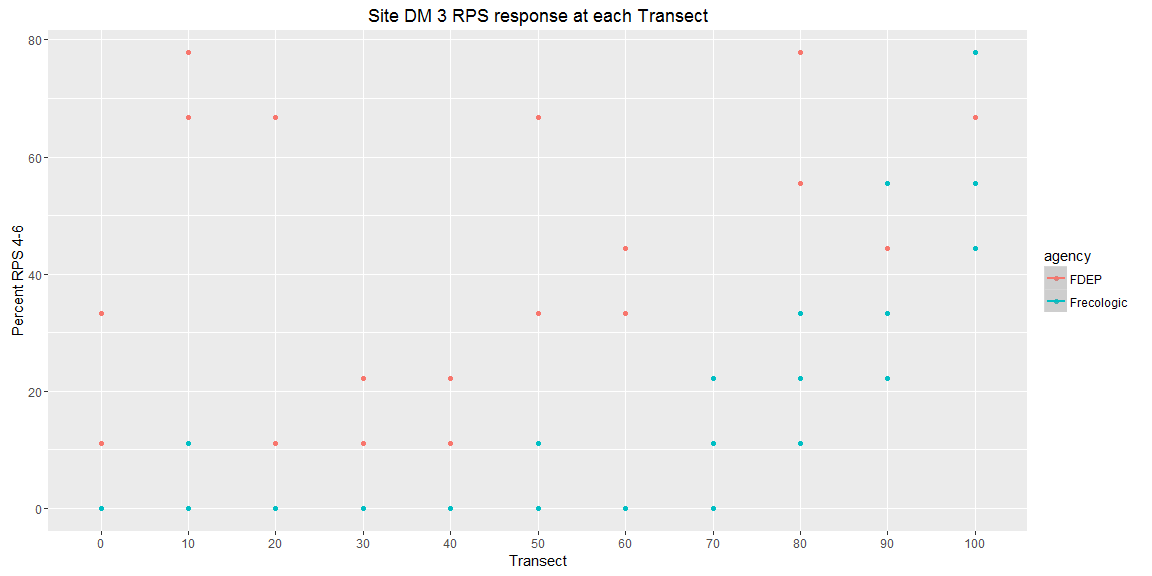 Site DM 3 RPS response at each Transect
Percent RPS 4-6
80
60
40
20
0
0 10 20 30 40 50 60 70 80 90 100
Transect
agency
FDEP
Frecologic